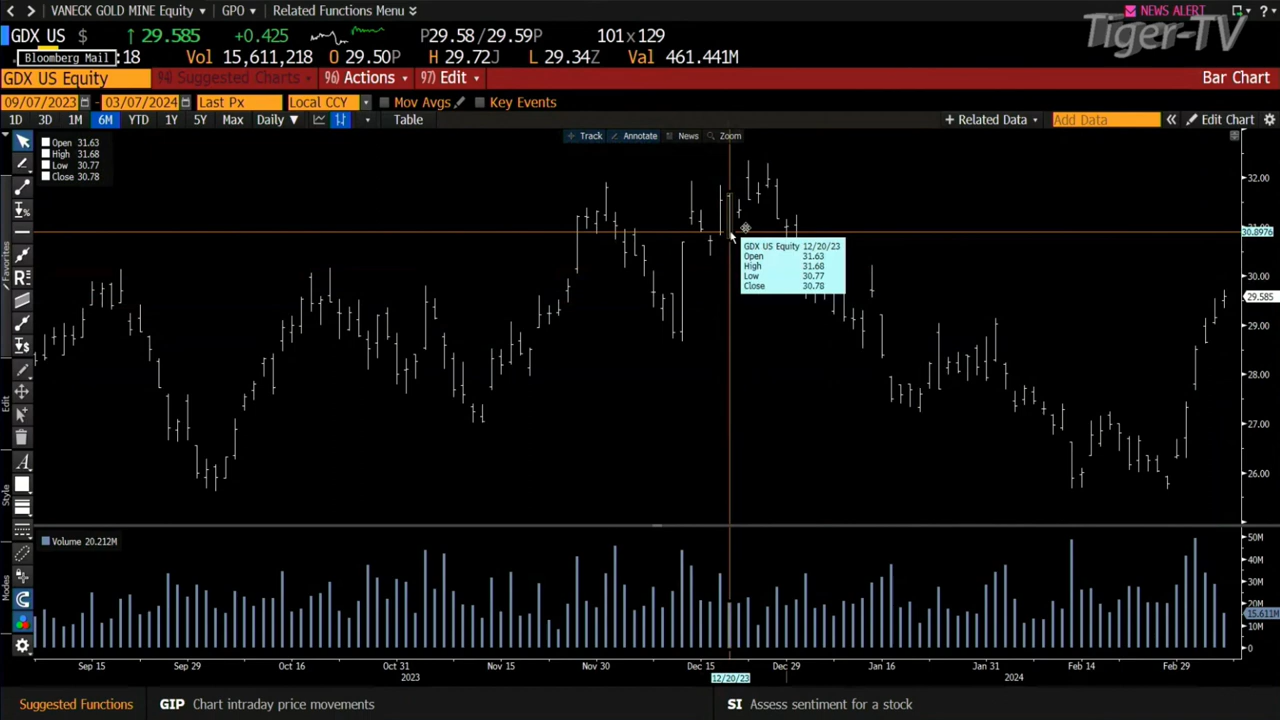 VANECK GOLD MINE Equity GPO Related Functions Menu NEWS ALERT
Tiger-TV
GDX US $ 29.585 +0.425 P29.58 / 29.59P 101 x 129
Bloomberg Mail :18 Vol 15,611,218 O 29.50P H 29.72J L 29.34Z Val 461.441M
GDX US Equity 94) Suggested Charts 96) Actions 97) Edit Bar Chart
09/07/2023 - 03/07/2024 Last Px Local CCY Mov Avgs Key Events
1D 3D 1M 6M YTD 1Y 5Y Max Daily Table + Related Data Add Data Edit Chart
Track Annotate News Zoom
Open 31.63
High 31.68
Low 30.77
Close 30.78
32.00
30.8976
GDX US Equity 12/20/23
Open 31.63
High 31.68
Low 30.77
Close 30.78
30.00
29.585
29.00
28.00
27.00
26.00
Favorites
Edit
Style
Modes
Volume 20.212M
50M
40M
30M
20M
15.611M
10M
0
Sep 15 Sep 29 Oct 16 Oct 31 Nov 15 Nov 30 Dec 15 Dec 29 Jan 16 Jan 31 Feb 14 Feb 29
2023 12/20/23 2024
Suggested Functions GIP Chart intraday price movements SI Assess sentiment for a stock